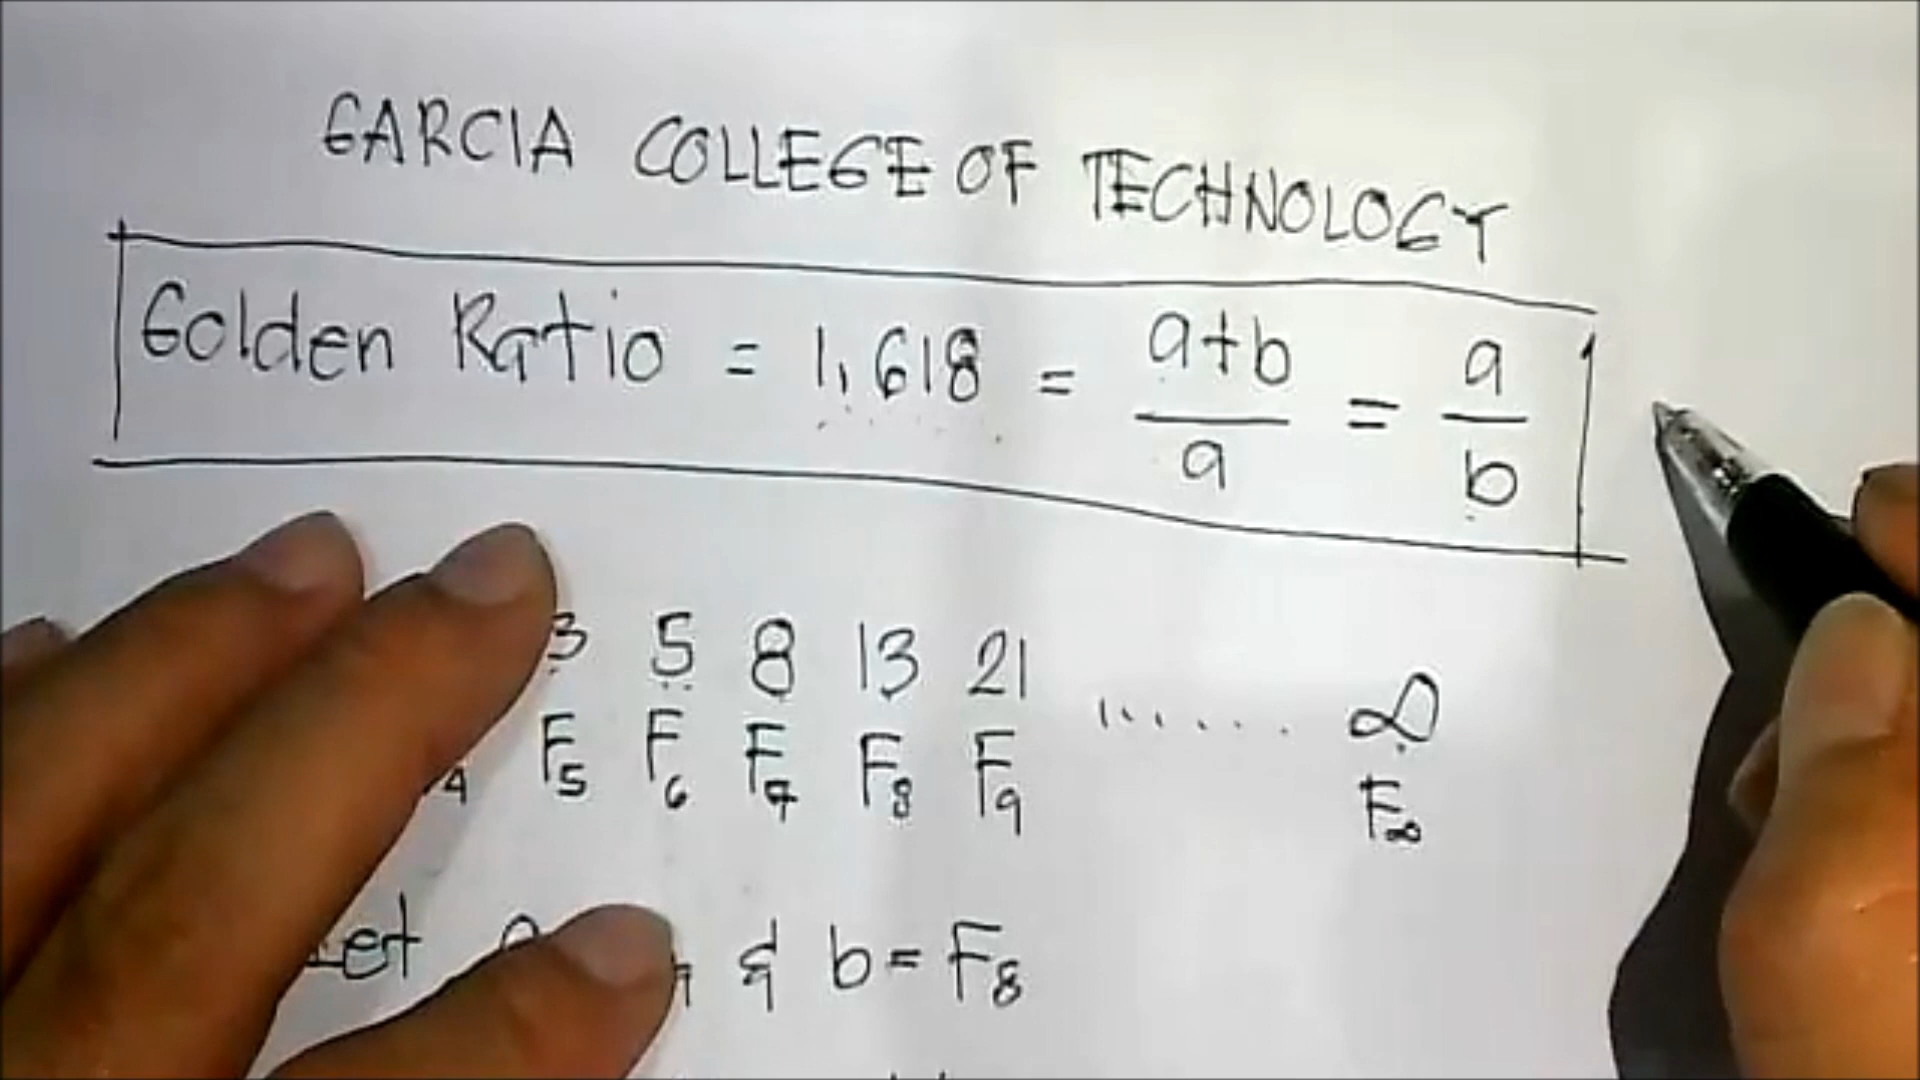 GARCIA COLLEGE OF TECHNOLOGY
Golden Ratio = 1.618 = a+b/a = a/b
3 5 8 13 21 ...... ∞
4 F5 F6 F7 F8 F9 F∞
Let & b = F8